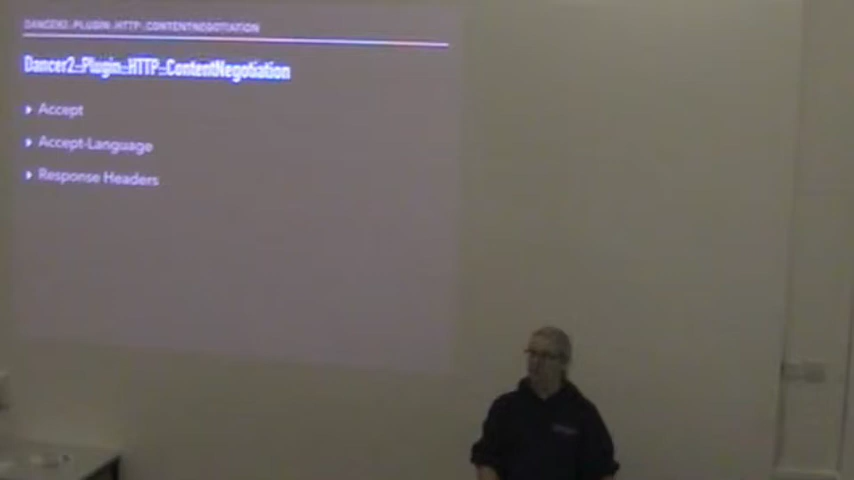 DANCER2::PLUGIN::HTTP::CONTENTNEGOTIATION
Dancer2::Plugin::HTTP::ContentNegotiation
Accept
Accept-Language
Response Headers